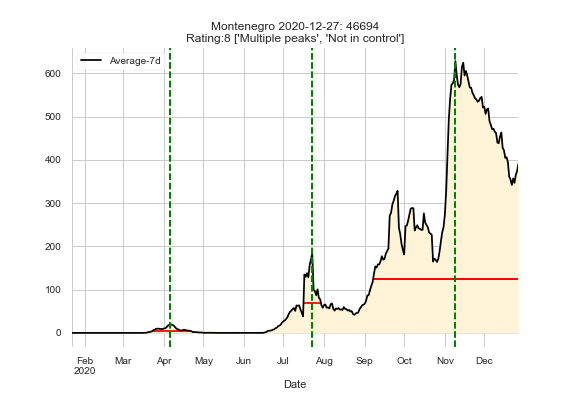 Montenegro 2020-12-27: 46694
Rating:8 ['Multiple peaks', 'Not in control']
Average-7d
600
500
400
300
200
100
0
Feb Mar Apr May Jun Jul Aug Sep Oct Nov Dec
2020
Date